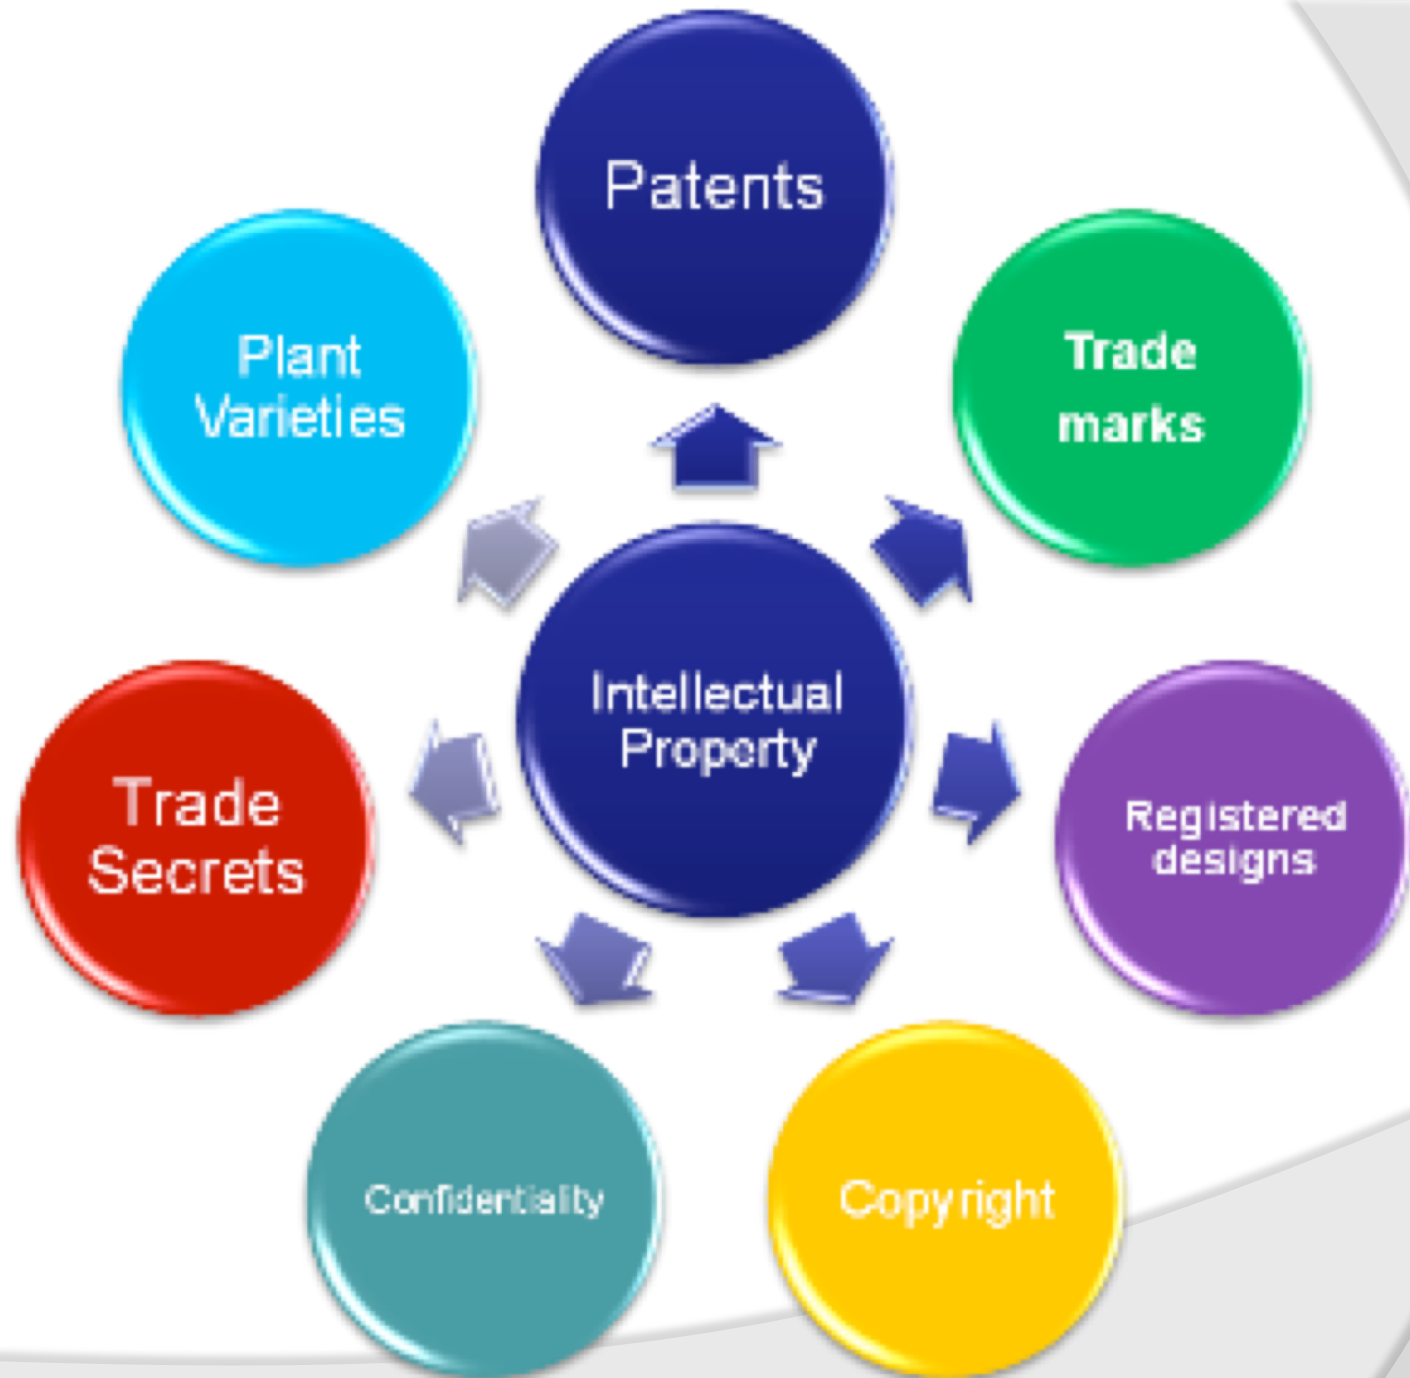 Patents
Trade
marks
Registered
designs
Copyright
Confidentiality
Trade
Secrets
Plant
Varieties
Intellectual
Property